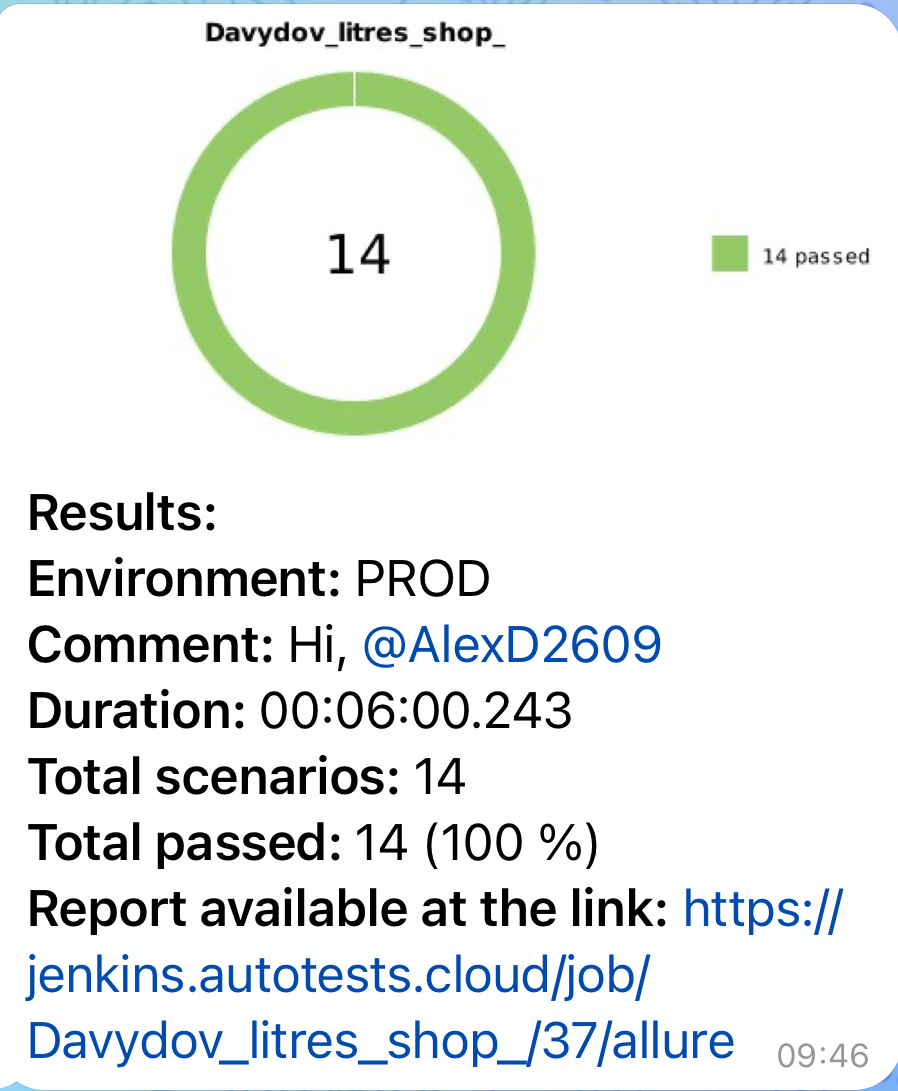 Davydov_litres_shop_
14
14 passed
Results:
Environment: PROD
Comment: Hi, @AlexD2609
Duration: 00:06:00.243
Total scenarios: 14
Total passed: 14 (100 %)
Report available at the link: https://
jenkins.autotests.cloud/job/
Davydov_litres_shop_/37/allure
09:46